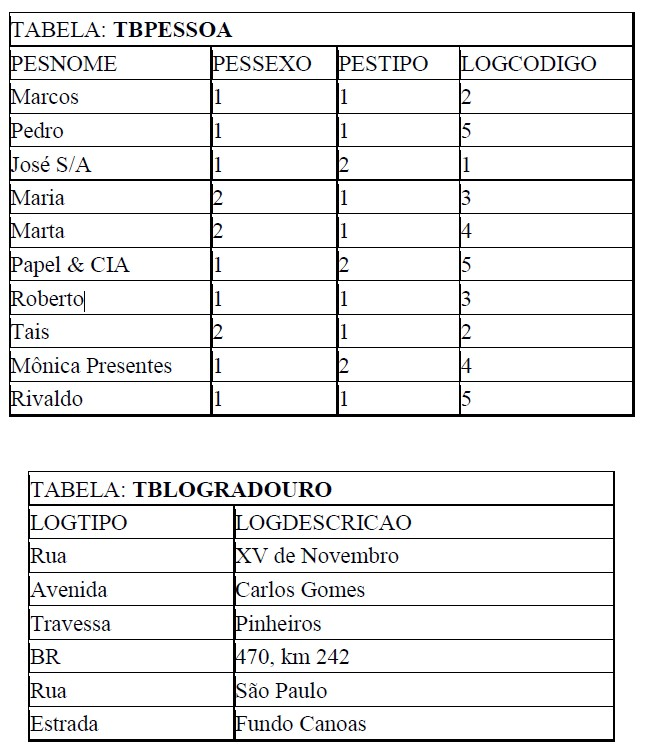 TABELA: TBPESSOA
PESNOME PESSEXO PESTIPO LOGCODIGO
Marcos 1 1 2
Pedro 1 1 5
José S/A 1 2 1
Maria 2 1 3
Marta 2 1 4
Papel & CIA 1 2 5
Roberto 1 1 3
Tais 2 1 2
Mônica Presentes 1 2 4
Rivaldo 1 1 5
TABELA: TBLOGRADOURO
LOGTIPO LOGDESCRICAO
Rua XV de Novembro
Avenida Carlos Gomes
Travessa Pinheiros
BR 470, km 242
Rua São Paulo
Estrada Fundo Canoas